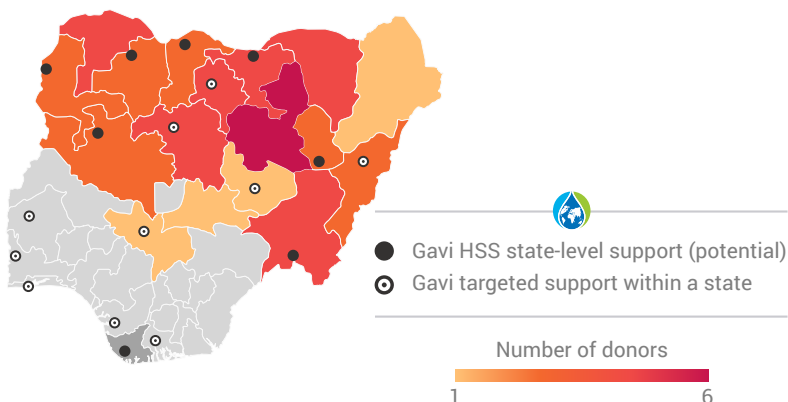 Gavi HSS state-level support (potential)
Gavi targeted support within a state
Number of donors
1 6